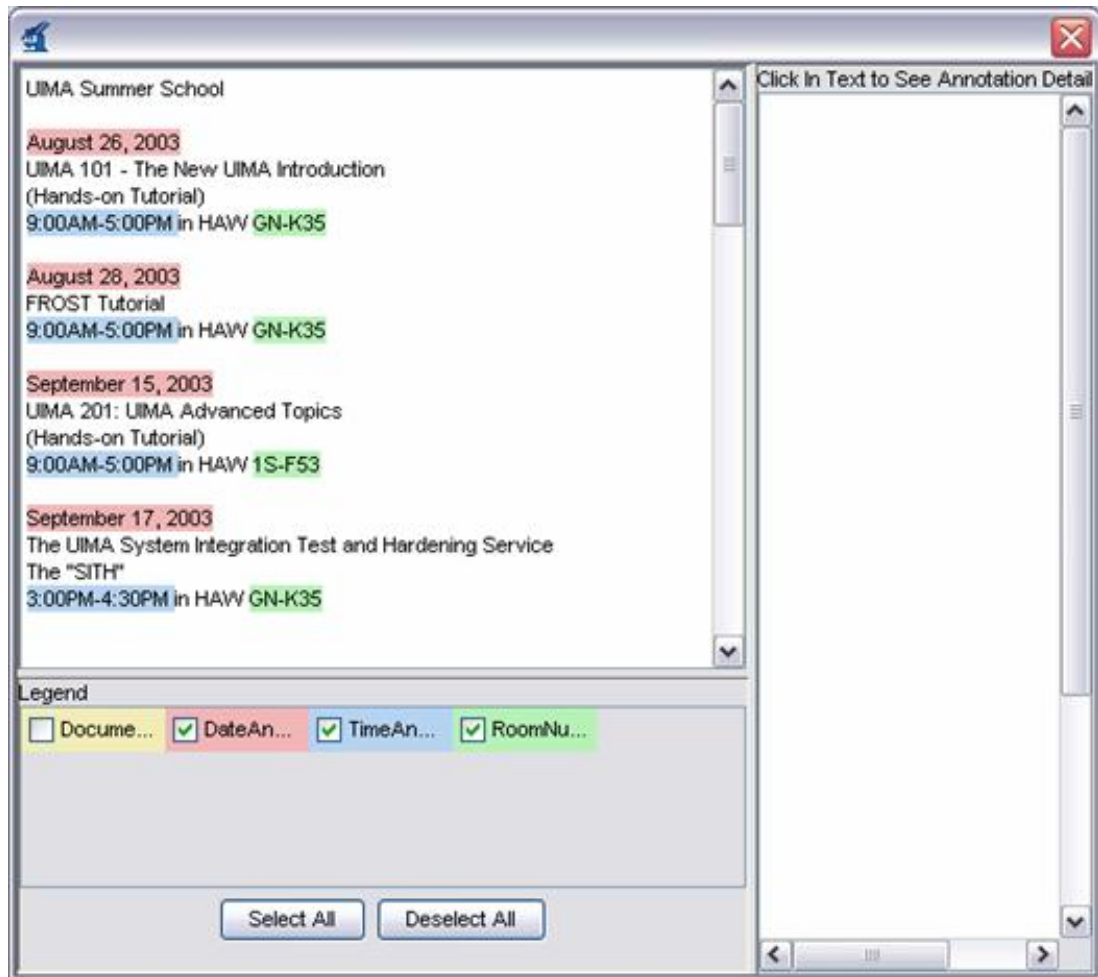 UIMA Summer School
August 26, 2003
UIMA 101 - The New UIMA Introduction
(Hands-on Tutorial)
9:00AM-5:00PM in HAW GN-K35
August 28, 2003
FROST Tutorial
9:00AM-5:00PM in HAW GN-K35
September 15, 2003
UIMA 201: UIMA Advanced Topics
(Hands-on Tutorial)
9:00AM-5:00PM in HAW 1S-F53
September 17, 2003
The UIMA System Integration Test and Hardening Service
The "SITH"
3:00PM-4:30PM in HAW GN-K35
Legend
Docume... DateAn... TimeAn... RoomNu...
Select All Deselect All
Click In Text to See Annotation Detail